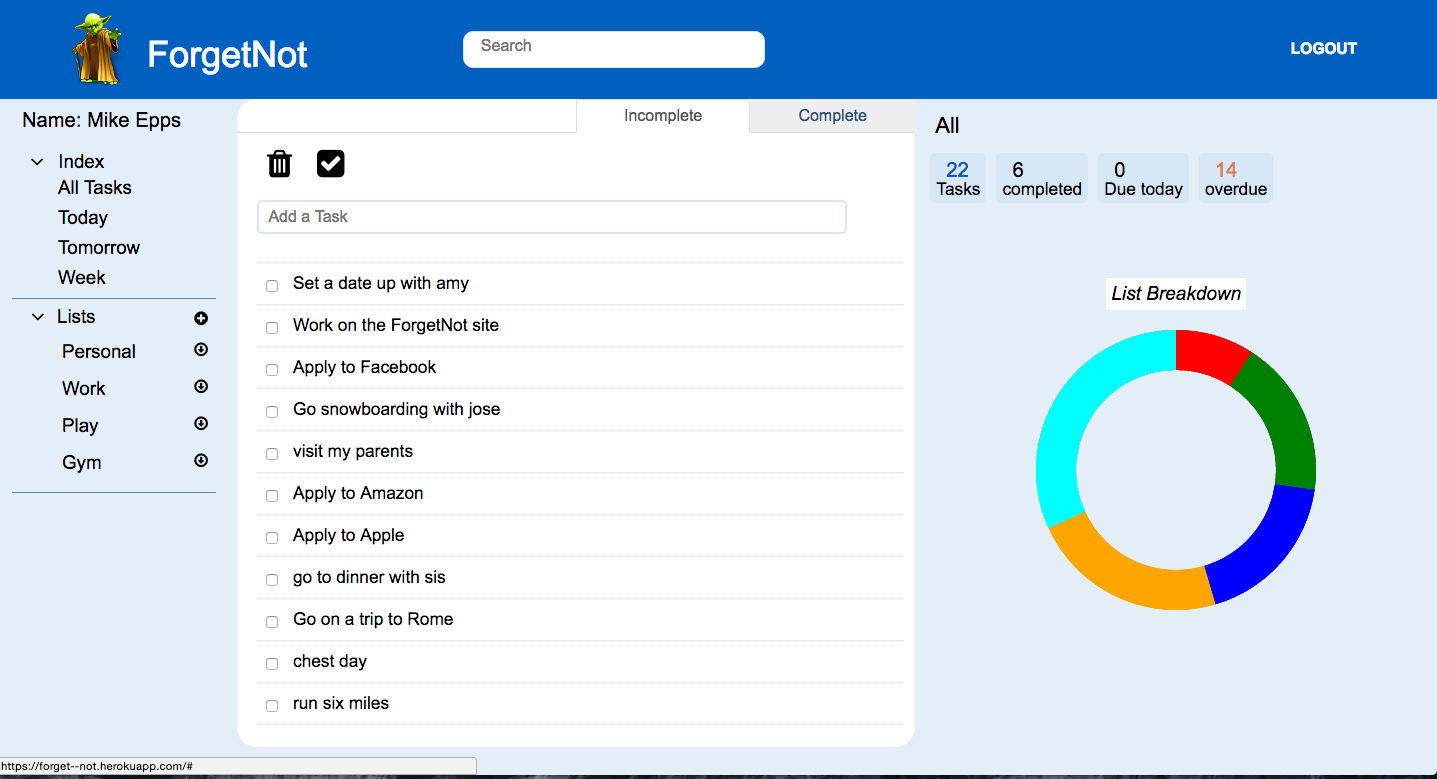 ForgetNot
Search
LOGOUT
Name: Mike Epps
Index
All Tasks
Today
Tomorrow
Week
Lists
Personal
Work
Play
Gym
Incomplete
Complete
Add a Task
Set a date up with amy
Work on the ForgetNot site
Apply to Facebook
Go snowboarding with jose
visit my parents
Apply to Amazon
Apply to Apple
go to dinner with sis
Go on a trip to Rome
chest day
run six miles
All
22
Tasks
6
completed
0
Due today
14
overdue
List Breakdown
https://forget--not.herokuapp.com/#